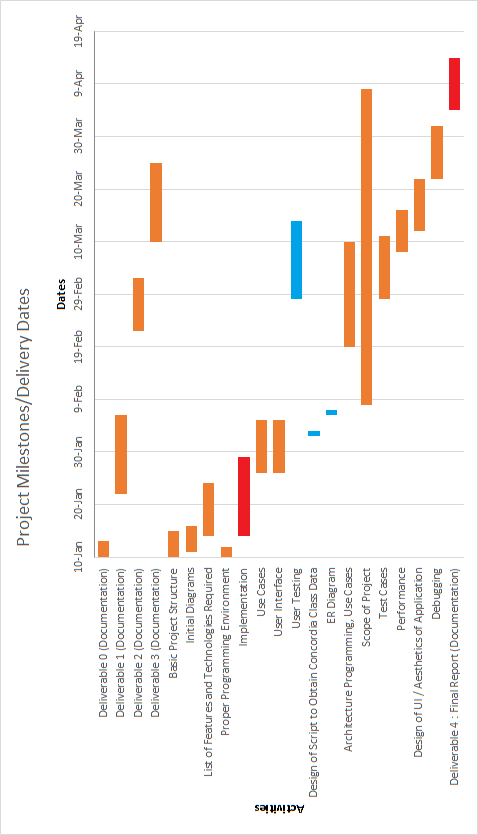 Project Milestones/Delivery Dates
Dates
10-Jan
20-Jan
30-Jan
9-Feb
19-Feb
29-Feb
10-Mar
20-Mar
30-Mar
9-Apr
19-Apr
Activities
Deliverable 0 (Documentation)
Deliverable 1 (Documentation)
Deliverable 2 (Documentation)
Deliverable 3 (Documentation)
Basic Project Structure
Initial Diagrams
List of Features and Technologies Required
Proper Programming Environment
Implementation
Use Cases
User Interface
User Testing
Design of Script to Obtain Concordia Class Data
ER Diagram
Architecture Programming, Use Cases
Scope of Project
Test Cases
Performance
Design of UI / Aesthetics of Application
Debugging
Deliverable 4 : Final Report (Documentation)